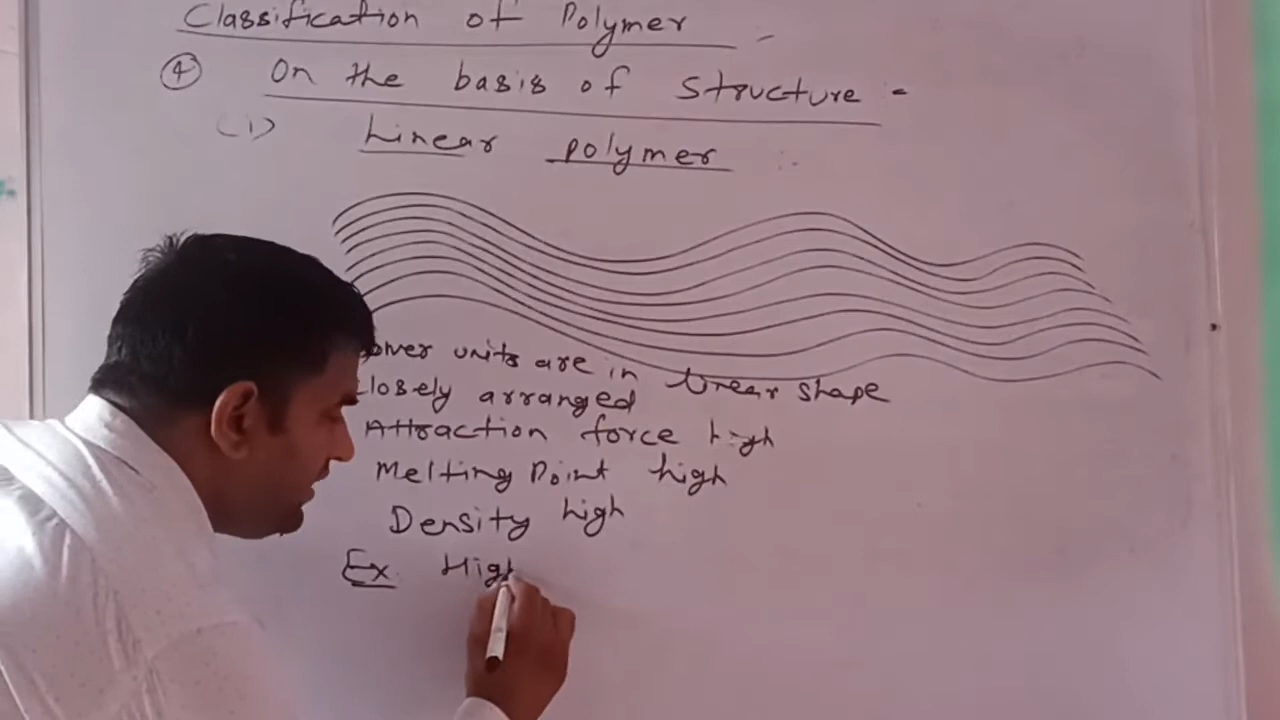 Classification of Polymer -
④ On the basis of Structure -
(1) Linear polymer :-
units are in linear shape
Closely arranged
Attraction force high
Melting Point high
Density high
Ex. High